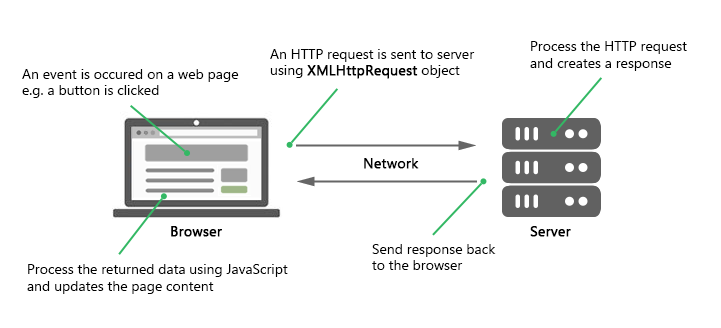 An event is occured on a web page
e.g. a button is clicked
An HTTP request is sent to server
using XMLHttpRequest object
Process the HTTP request
and creates a response
Network
Browser
Server
Process the returned data using JavaScript
and updates the page content
Send response back
to the browser